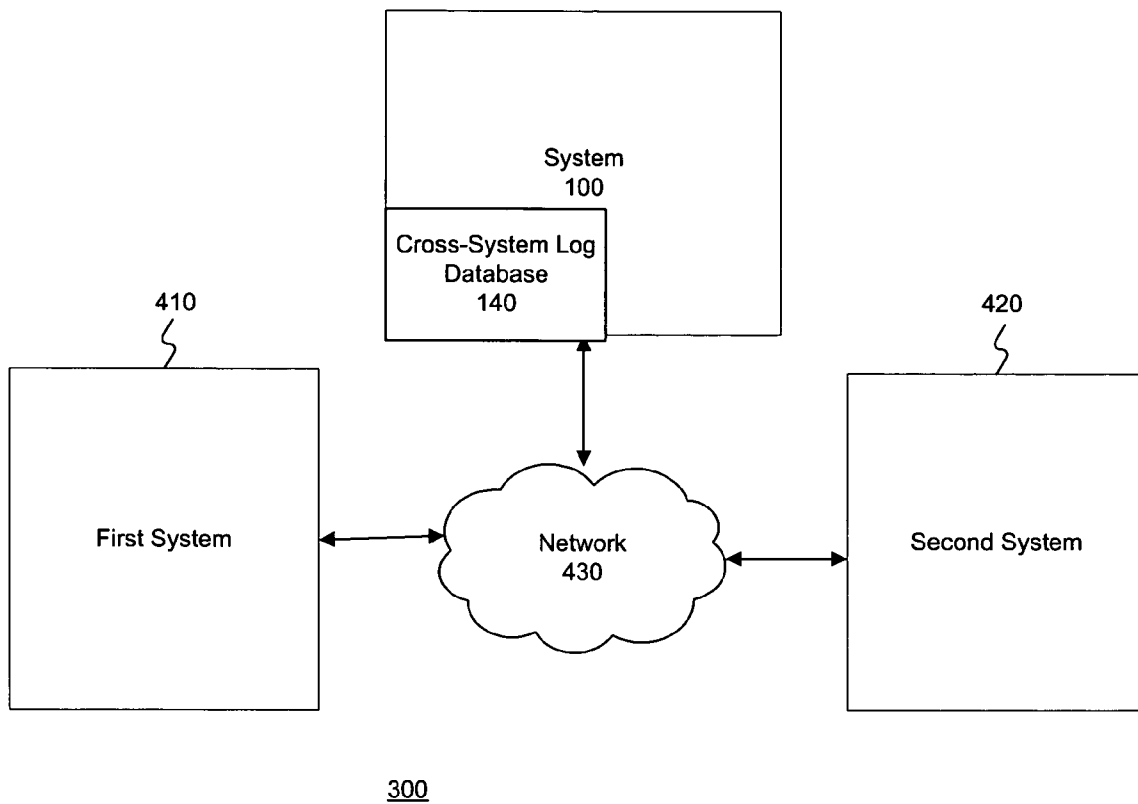 System
100
Cross-System Log
Database
140
410
420
First System
Network
430
Second System
300